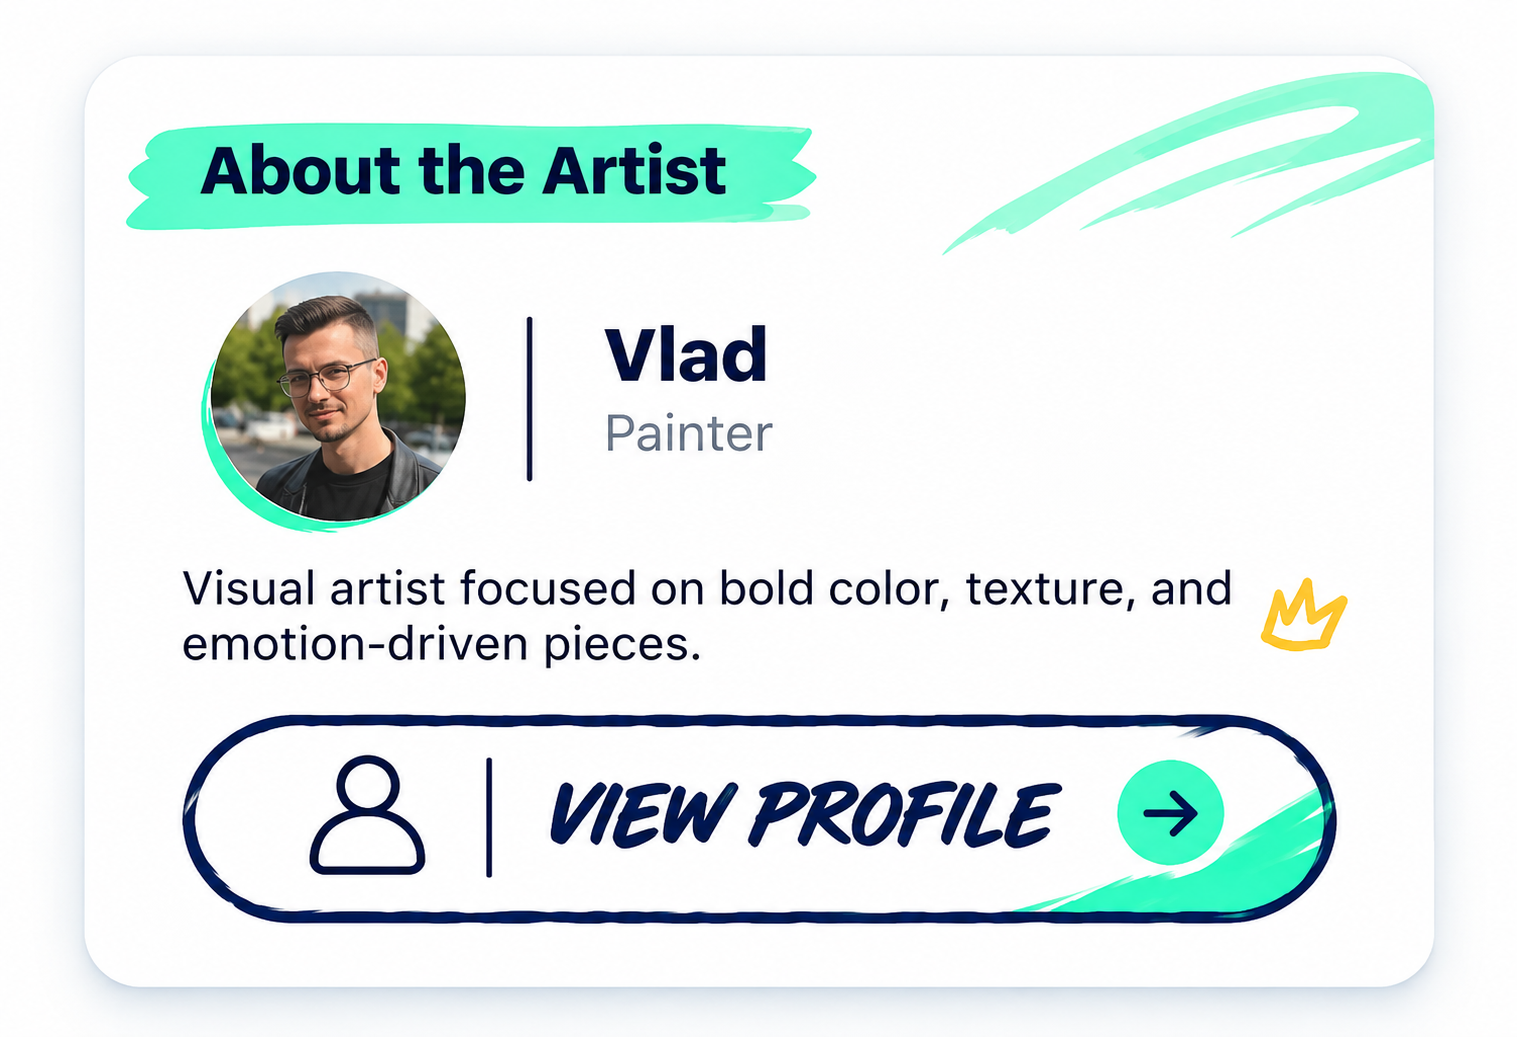 About the Artist
Vlad
Painter
Visual artist focused on bold color, texture, and
emotion-driven pieces.
VIEW PROFILE